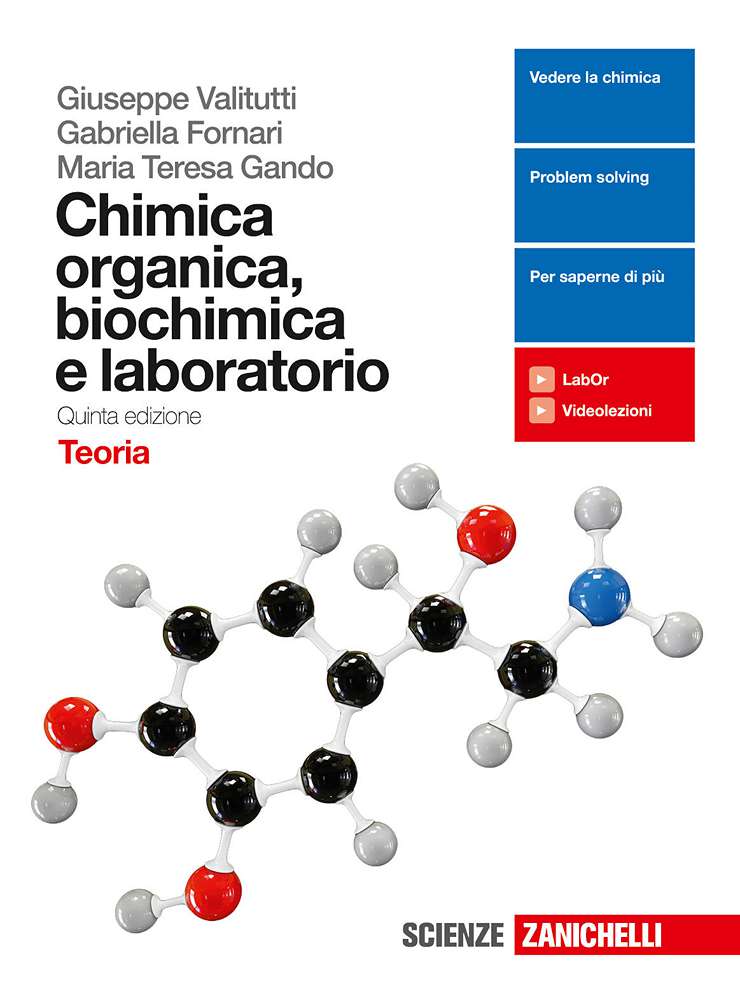 Giuseppe Valitutti
Gabriella Fornari
Maria Teresa Gando
Chimica
organica,
biochimica
e laboratorio
Quinta edizione
Teoria
Vedere la chimica
Problem solving
Per saperne di più
LabOr
Videolezioni
SCIENZE ZANICHELLI